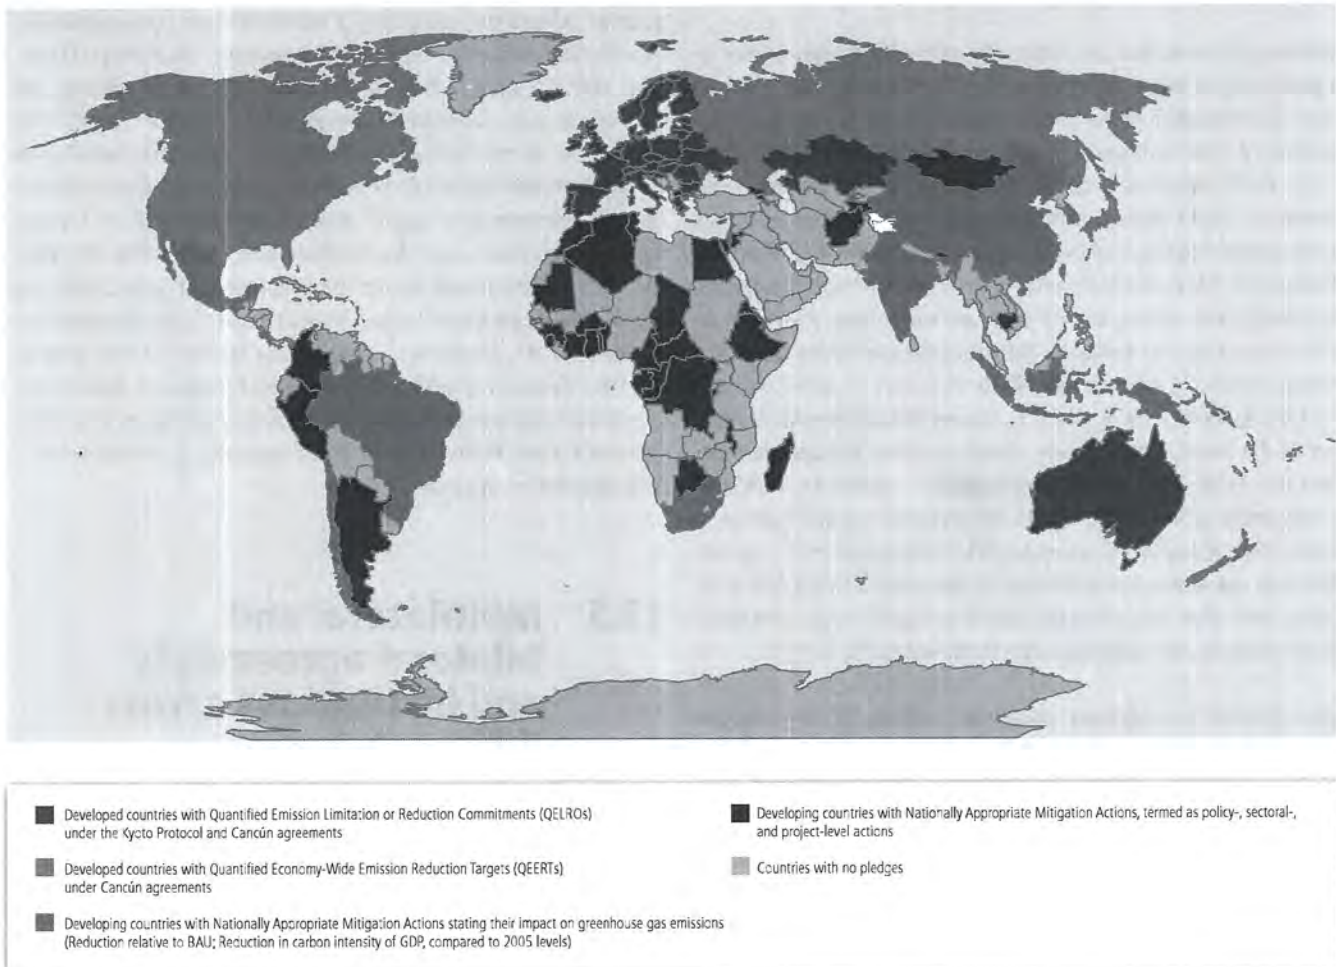 Developed countries with Quantified Emission Limitation or Reduction Commitments (QELROs)
under the Kyoto Protocol and Cancún agreements
Developed countries with Quantified Economy-Wide Emission Reduction Targets (QEERTs)
under Cancún agreements
Developing countries with Nationally Appropriate Mitigation Actions stating their impact on greenhouse gas emissions
(Reduction relative to BAU; Reduction in carbon intensity of GDP, compared to 2005 levels)
Developing countries with Nationally Appropriate Mitigation Actions, termed as policy-, sectoral-,
and project-level actions
Countries with no pledges